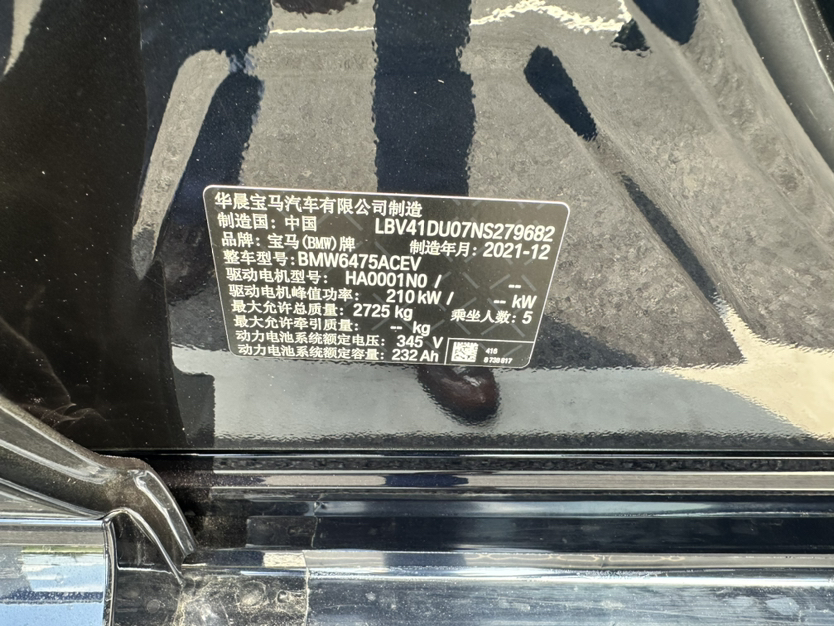 华晨宝马汽车有限公司制造
制造国: 中国 LBV41DU07NS279682
品牌: 宝马(BMW)牌 制造年月: 2021-12
整车型号: BMW6475ACEV
驱动电机型号: HA0001N0 / --
驱动电机峰值功率: 210 kW / -- kW
最大允许总质量: 2725 kg 乘坐人数: 5
最大允许牵引质量: -- kg
动力电池系统额定电压: 345 V
动力电池系统额定容量: 232 Ah
416